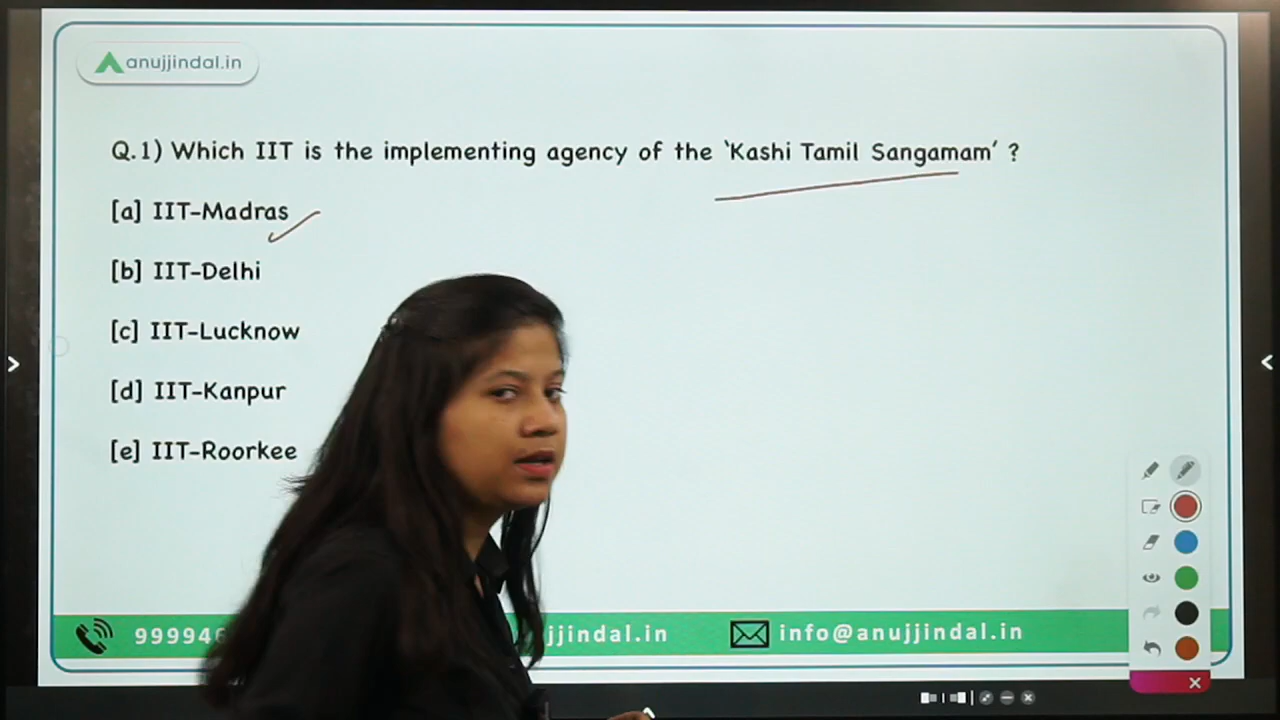 anujjindal.in
Q.1) Which IIT is the implementing agency of the ‘Kashi Tamil Sangamam’ ?
[a] IIT-Madras
[b] IIT-Delhi
[c] IIT-Lucknow
[d] IIT-Kanpur
[e] IIT-Roorkee
99994 jjindal.in info@anujjindal.in